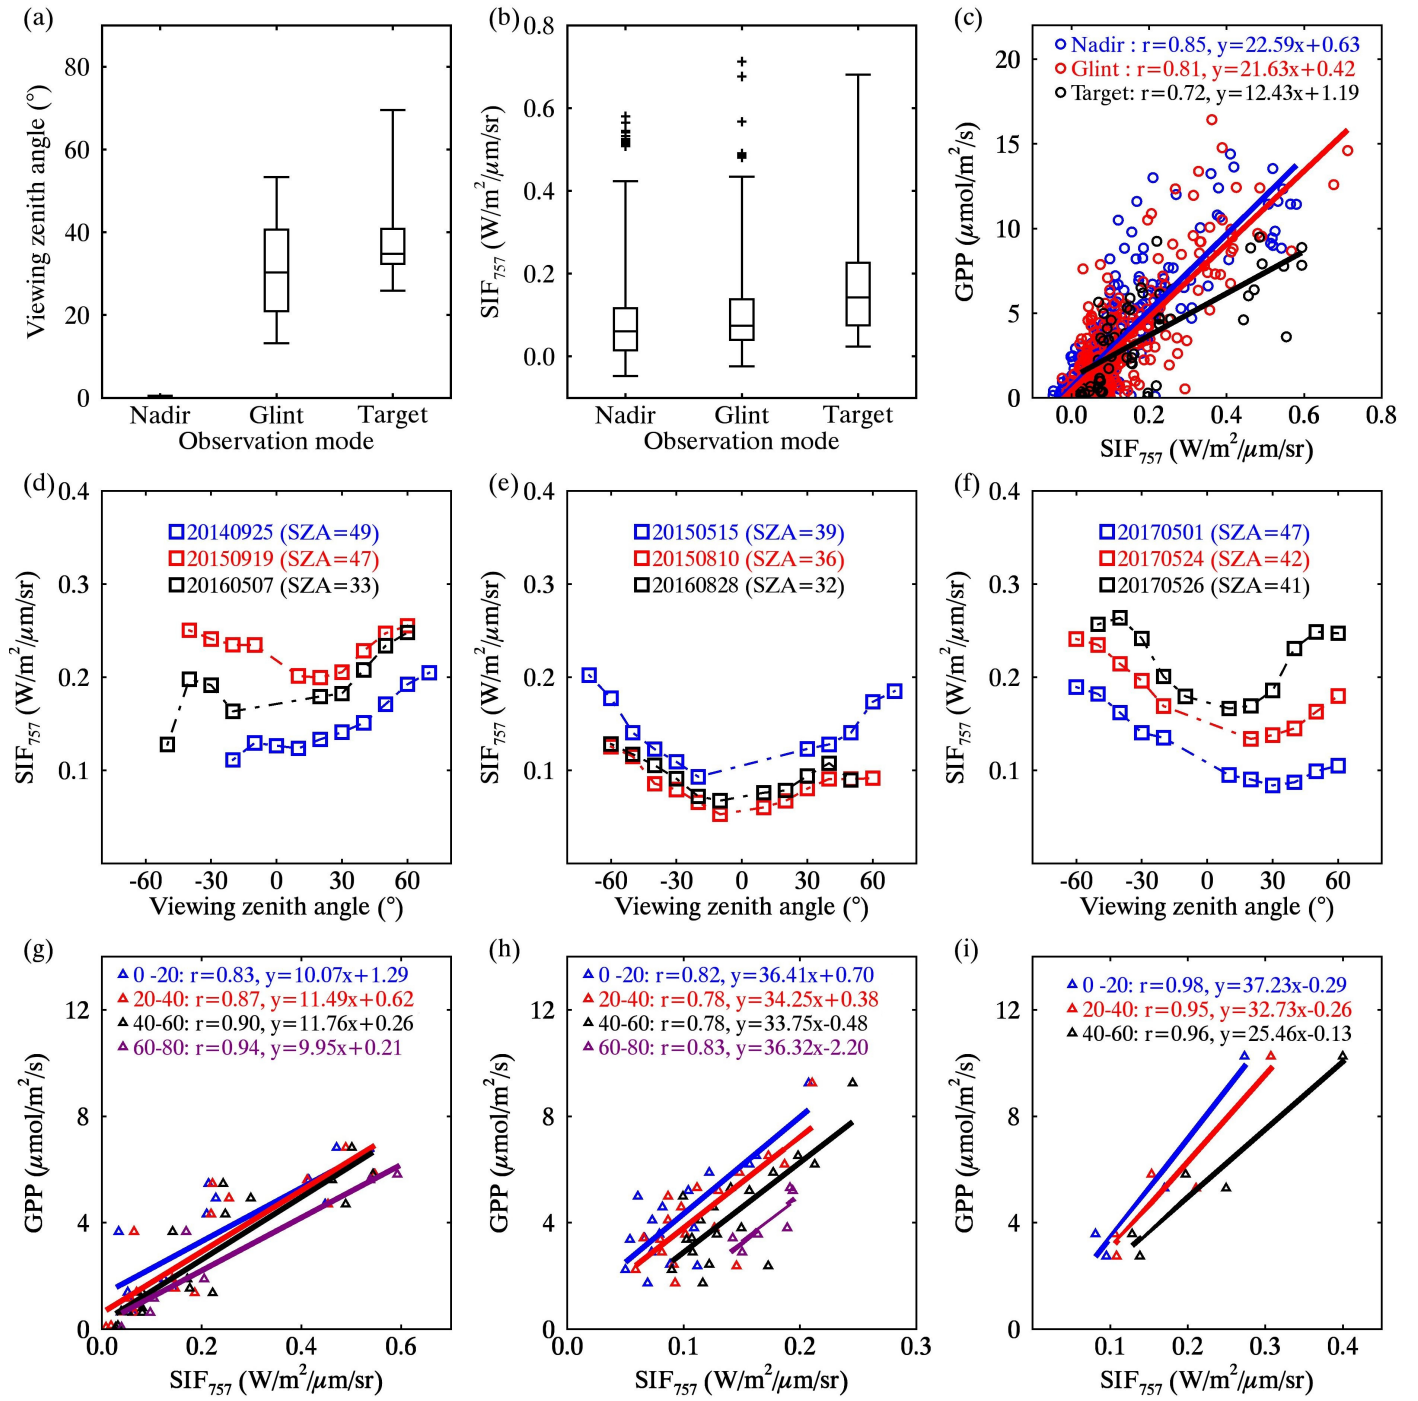 (a)
80
60
40
20
0
Viewing zenith angle (°)
Nadir Glint Target
Observation mode
(b)
0.8
0.6
0.4
0.2
0.0
SIF757 (W/m2/μm/sr)
Nadir Glint Target
Observation mode
(c)
Nadir : r=0.85, y=22.59x+0.63
Glint : r=0.81, y=21.63x+0.42
Target: r=0.72, y=12.43x+1.19
20
15
10
5
0
GPP (μmol/m2/s)
0.0 0.2 0.4 0.6 0.8
SIF757 (W/m2/μm/sr)
(d)
0.4
0.3
0.2
0.1
SIF757 (W/m2/μm/sr)
20140925 (SZA=49)
20150919 (SZA=47)
20160507 (SZA=33)
-60 -30 0 30 60
Viewing zenith angle (°)
(e)
0.4
0.3
0.2
0.1
SIF757 (W/m2/μm/sr)
20150515 (SZA=39)
20150810 (SZA=36)
20160828 (SZA=32)
-60 -30 0 30 60
Viewing zenith angle (°)
(f)
0.4
0.3
0.2
0.1
SIF757 (W/m2/μm/sr)
20170501 (SZA=47)
20170524 (SZA=42)
20170526 (SZA=41)
-60 -30 0 30 60
Viewing zenith angle (°)
(g)
0 -20: r=0.83, y=10.07x+1.29
20-40: r=0.87, y=11.49x+0.62
40-60: r=0.90, y=11.76x+0.26
60-80: r=0.94, y=9.95x+0.21
12
8
4
0
GPP (μmol/m2/s)
0.0 0.2 0.4 0.6
SIF757 (W/m2/μm/sr)
(h)
0 -20: r=0.82, y=36.41x+0.70
20-40: r=0.78, y=34.25x+0.38
40-60: r=0.78, y=33.75x-0.48
60-80: r=0.83, y=36.32x-2.20
12
8
4
0
GPP (μmol/m2/s)
0.0 0.1 0.2 0.3
SIF757 (W/m2/μm/sr)
(i)
0 -20: r=0.98, y=37.23x-0.29
20-40: r=0.95, y=32.73x-0.26
40-60: r=0.96, y=25.46x-0.13
12
8
4
0
GPP (μmol/m2/s)
0.1 0.2 0.3 0.4
SIF757 (W/m2/μm/sr)